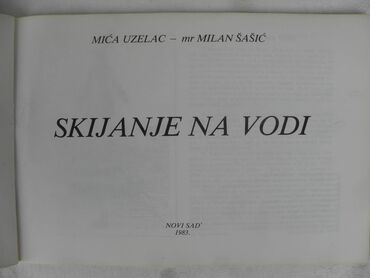 MIĆA UZELAC – mr MILAN ŠAŠIĆ
SKIJANJE NA VODI
NOVI SAD
1983.